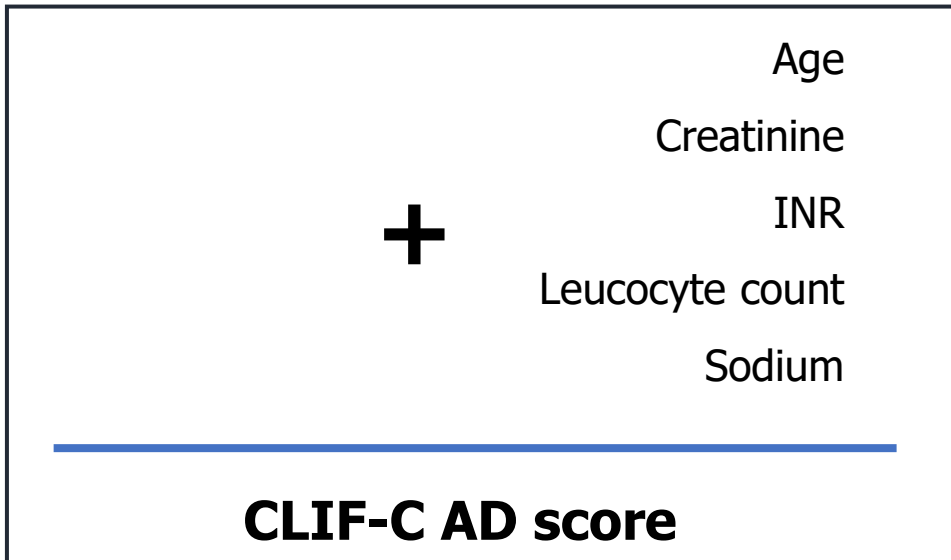 Age
Creatinine
+
INR
Leucocyte count
Sodium
CLIF-C AD score